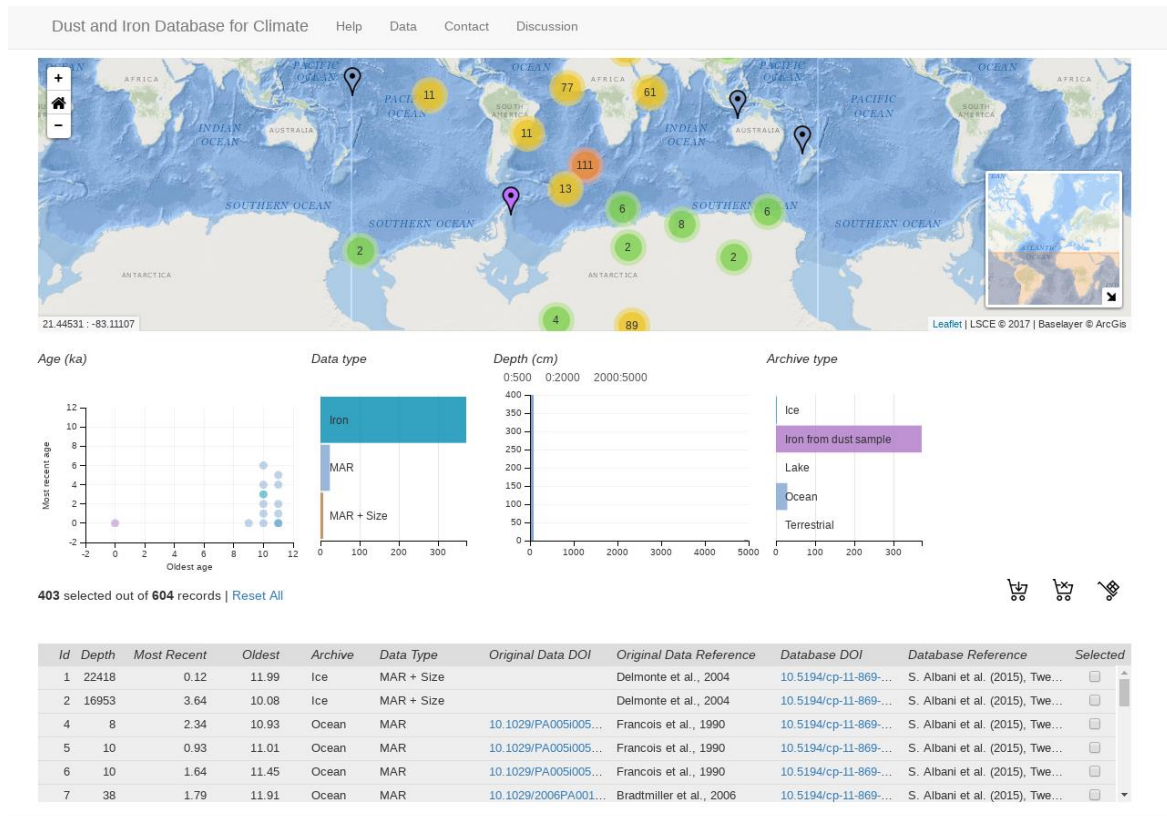 Dust and Iron Database for Climate Help Data Contact Discussion
+
−
AFRICA
PACIFIC OCEAN
OCEAN
AFRICA
PACIFIC OCEAN
OCEAN
AFRICA
11
77
61
PACIFIC OCEAN
SOUTH AMERICA
PACIFIC OCEAN
SOUTH AMERICA
INDIAN OCEAN
AUSTRALIA
11
INDIAN OCEAN
AUSTRALIA
111
13
SOUTHERN OCEAN
SOUTHERN OCEAN
6
8
SOUTHERN
6
SOUTHERN OCEAN
2
2
2
ANTARCTICA
ANTARCTICA
ATLANTIC OCEAN
4
89
21.44531 : -83.11107
Leaflet | LSCE © 2017 | Baselayer © ArcGis
Age (ka) Data type Depth (cm) Archive type
0:500 0:2000 2000:5000
12
10
8
6
4
2
0
-2
Most recent age
-2 0 2 4 6 8 10 12
Oldest age
Iron
MAR
MAR + Size
0 100 200 300
400
350
300
250
200
150
100
50
0
0 1000 2000 3000 4000 5000
Ice
Iron from dust sample
Lake
Ocean
Terrestrial
0 100 200 300
403 selected out of 604 records | Reset All
Id Depth Most Recent Oldest Archive Data Type Original Data DOI Original Data Reference Database DOI Database Reference Selected
1 22418 0.12 11.99 Ice MAR + Size Delmonte et al., 2004 10.5194/cp-11-869-... S. Albani et al. (2015), Twe...
2 16953 3.64 10.08 Ice MAR + Size Delmonte et al., 2004 10.5194/cp-11-869-... S. Albani et al. (2015), Twe...
4 8 2.34 10.93 Ocean MAR 10.1029/PA005i005... Francois et al., 1990 10.5194/cp-11-869-... S. Albani et al. (2015), Twe...
5 10 0.93 11.01 Ocean MAR 10.1029/PA005i005... Francois et al., 1990 10.5194/cp-11-869-... S. Albani et al. (2015), Twe...
6 10 1.64 11.45 Ocean MAR 10.1029/PA005i005... Francois et al., 1990 10.5194/cp-11-869-... S. Albani et al. (2015), Twe...
7 38 1.79 11.91 Ocean MAR 10.1029/2006PA001... Bradtmiller et al., 2006 10.5194/cp-11-869-... S. Albani et al. (2015), Twe...